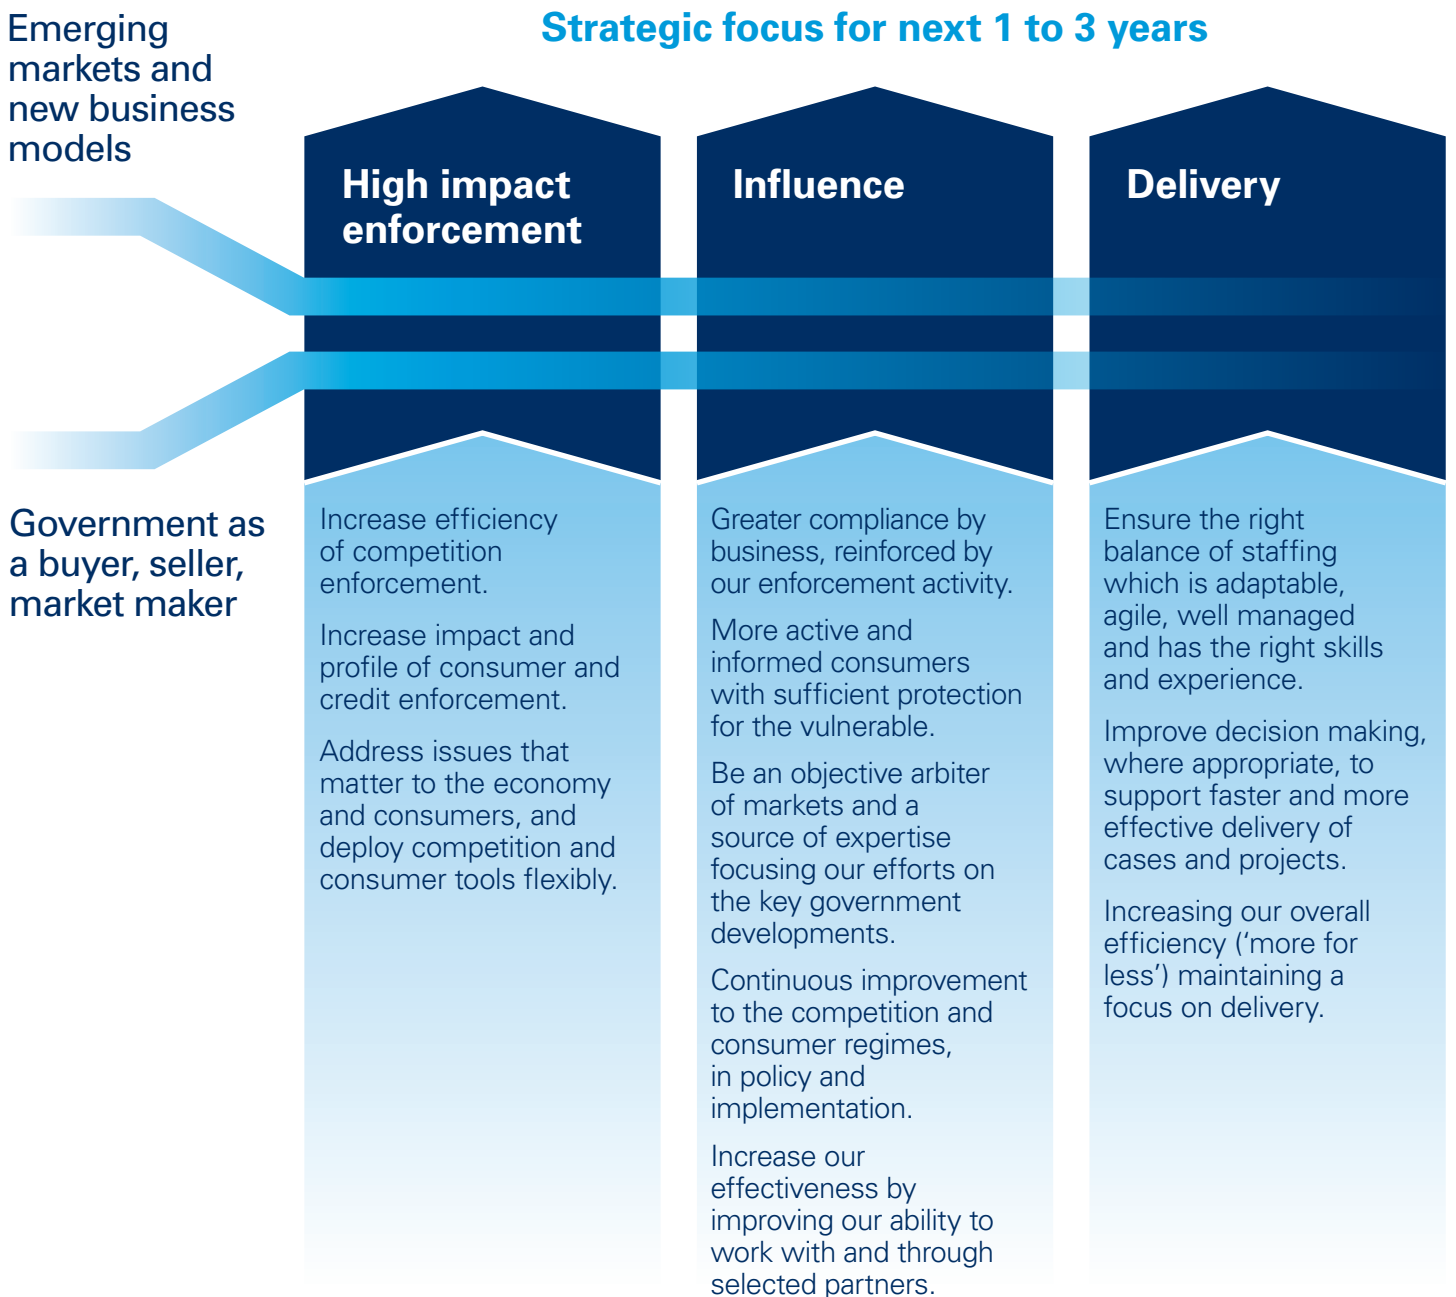 Emerging
markets and
new business
models
Strategic focus for next 1 to 3 years
High impact
enforcement
Influence
Delivery
Government as
a buyer, seller,
market maker
Increase efficiency
of competition
enforcement.
Increase impact and
profile of consumer and
credit enforcement.
Address issues that
matter to the economy
and consumers, and
deploy competition and
consumer tools flexibly.
Greater compliance by
business, reinforced by
our enforcement activity.
More active and
informed consumers
with sufficient protection
for the vulnerable.
Be an objective arbiter
of markets and a
source of expertise
focusing our efforts on
the key government
developments.
Continuous improvement
to the competition and
consumer regimes,
in policy and
implementation.
Increase our
effectiveness by
improving our ability to
work with and through
selected partners.
Ensure the right
balance of staffing
which is adaptable,
agile, well managed
and has the right skills
and experience.
Improve decision making,
where appropriate, to
support faster and more
effective delivery of
cases and projects.
Increasing our overall
efficiency (‘more for
less’) maintaining a
focus on delivery.